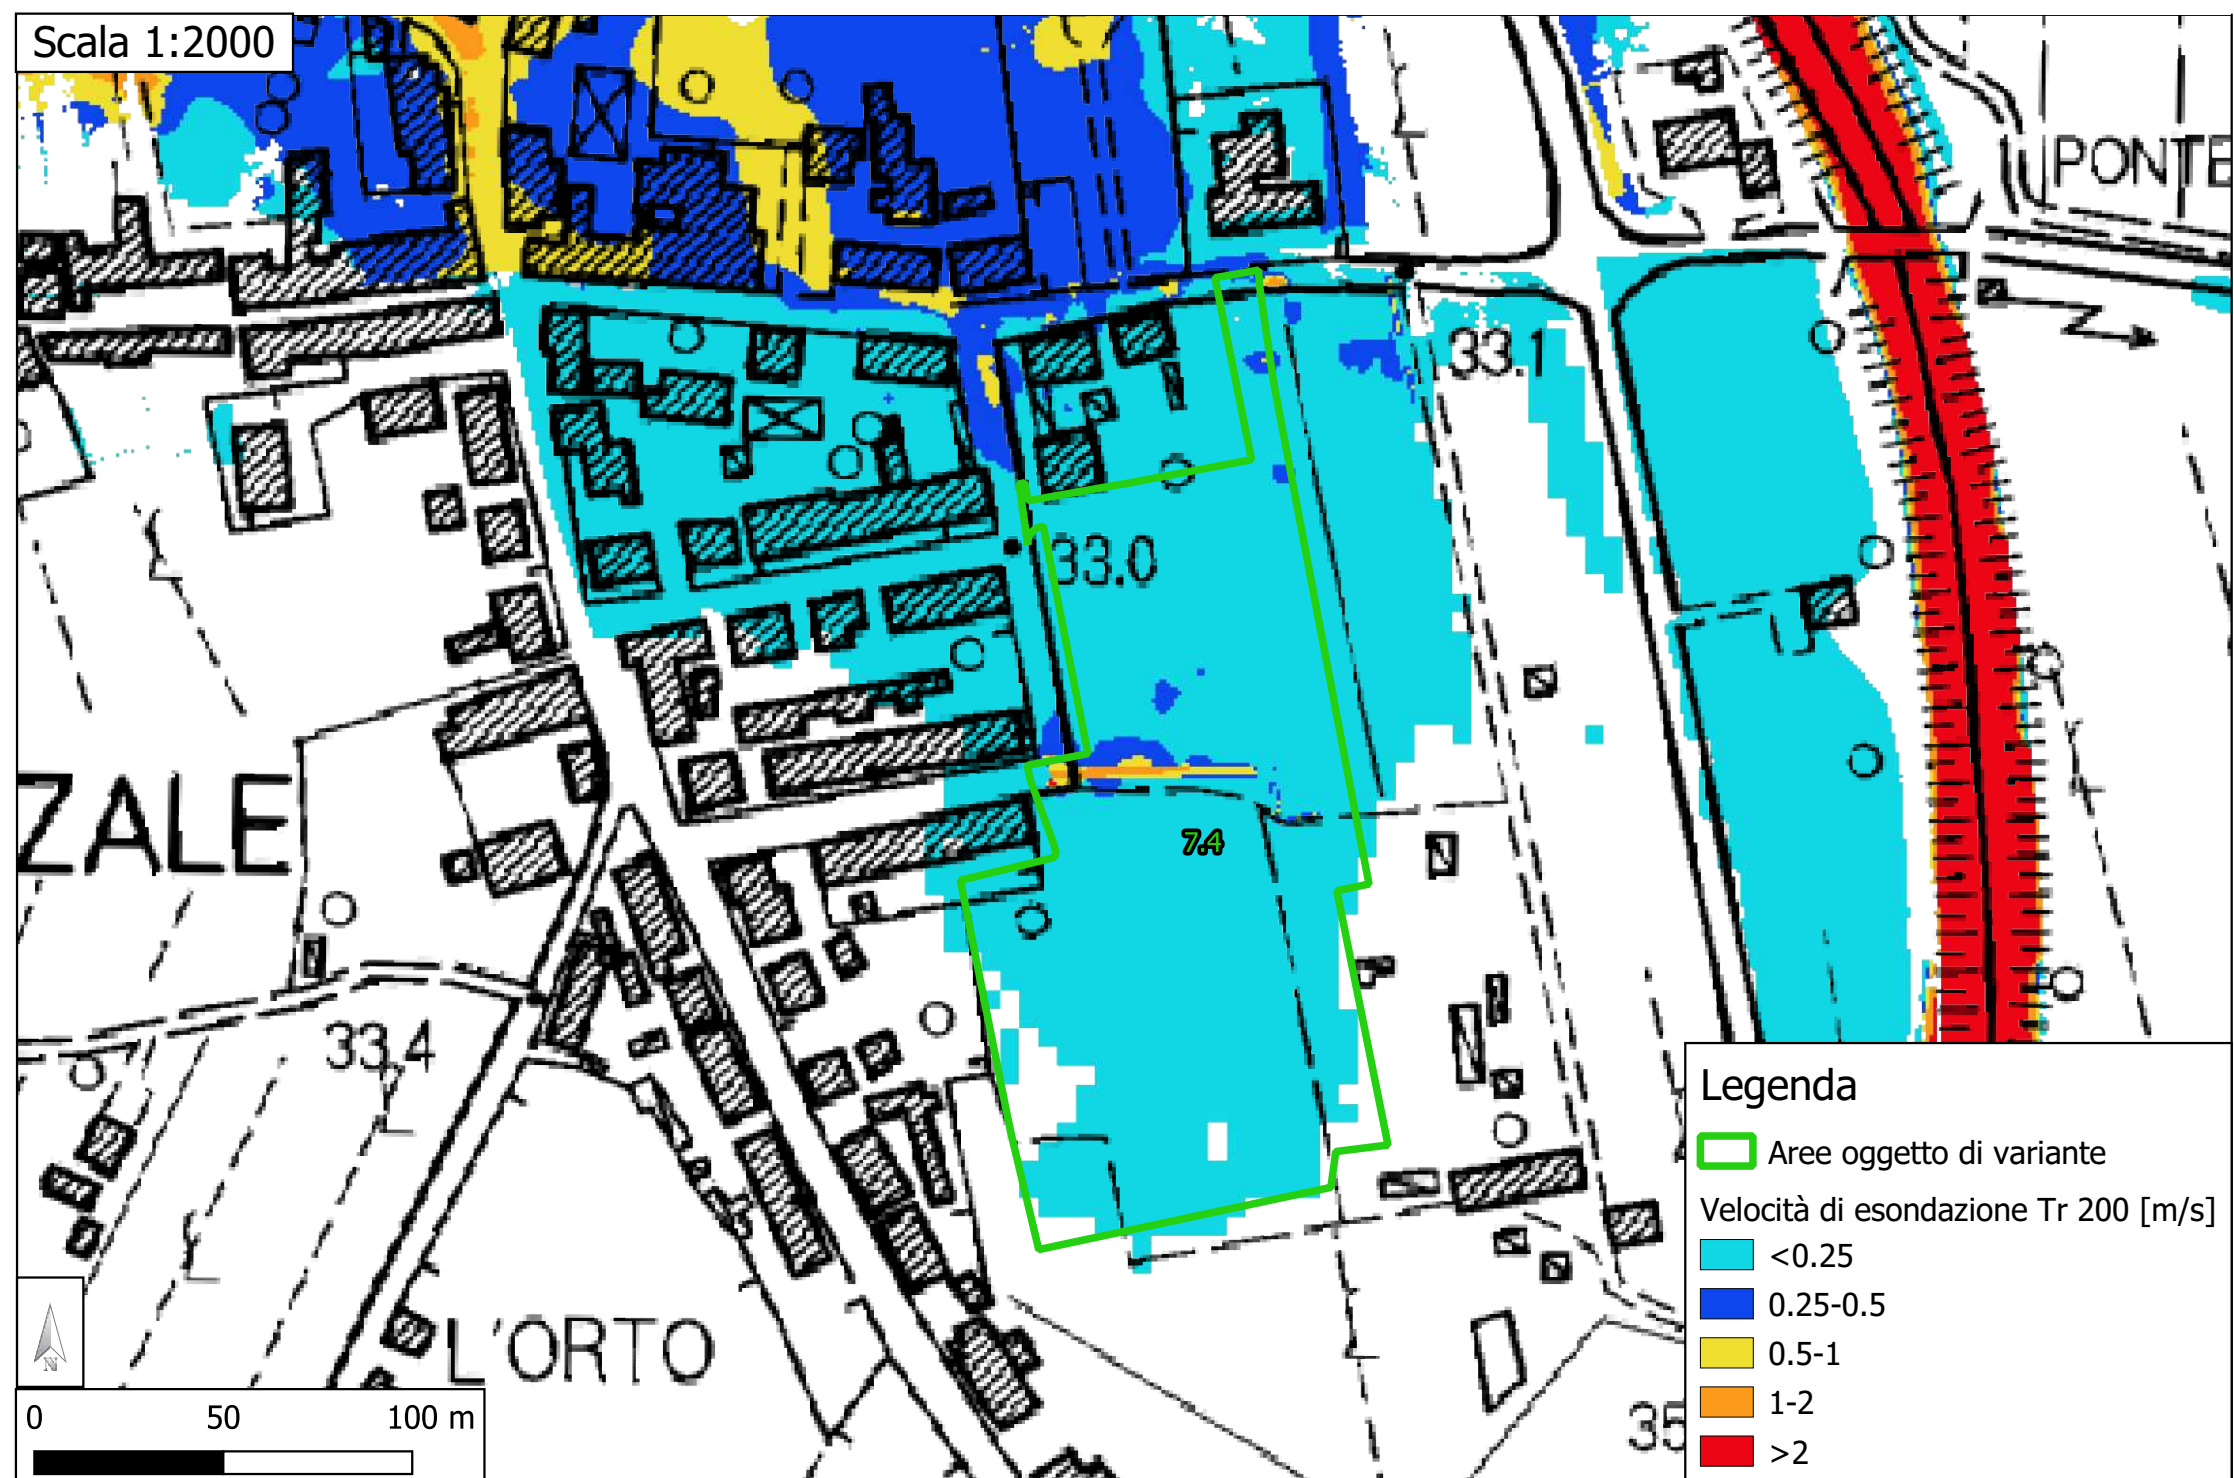 Scala 1:2000
PONTE
33.1
33.0
ZALE
7.4
33.4
L'ORTO
35
N
0 50 100 m
Legenda
Aree oggetto di variante
Velocità di esondazione Tr 200 [m/s]
<0.25
0.25-0.5
0.5-1
1-2
>2